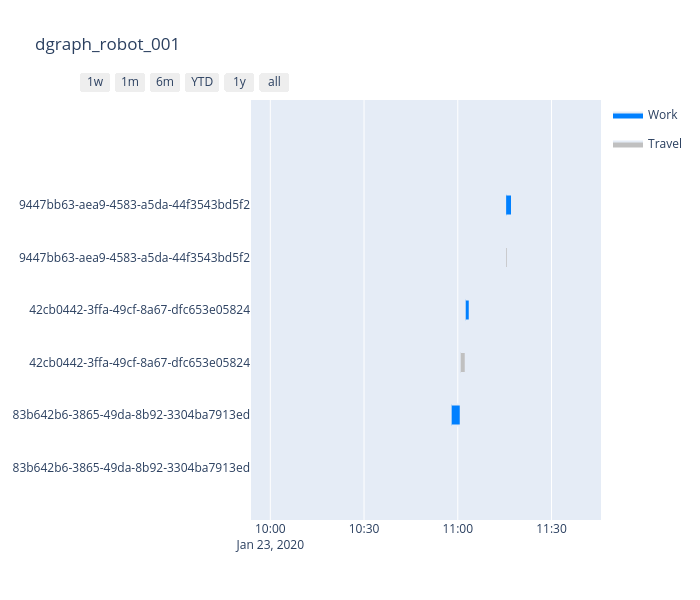 dgraph_robot_001
1w 1m 6m YTD 1y all
Work
Travel
9447bb63-aea9-4583-a5da-44f3543bd5f2
9447bb63-aea9-4583-a5da-44f3543bd5f2
42cb0442-3ffa-49cf-8a67-dfc653e05824
42cb0442-3ffa-49cf-8a67-dfc653e05824
83b642b6-3865-49da-8b92-3304ba7913ed
83b642b6-3865-49da-8b92-3304ba7913ed
10:00 10:30 11:00 11:30
Jan 23, 2020